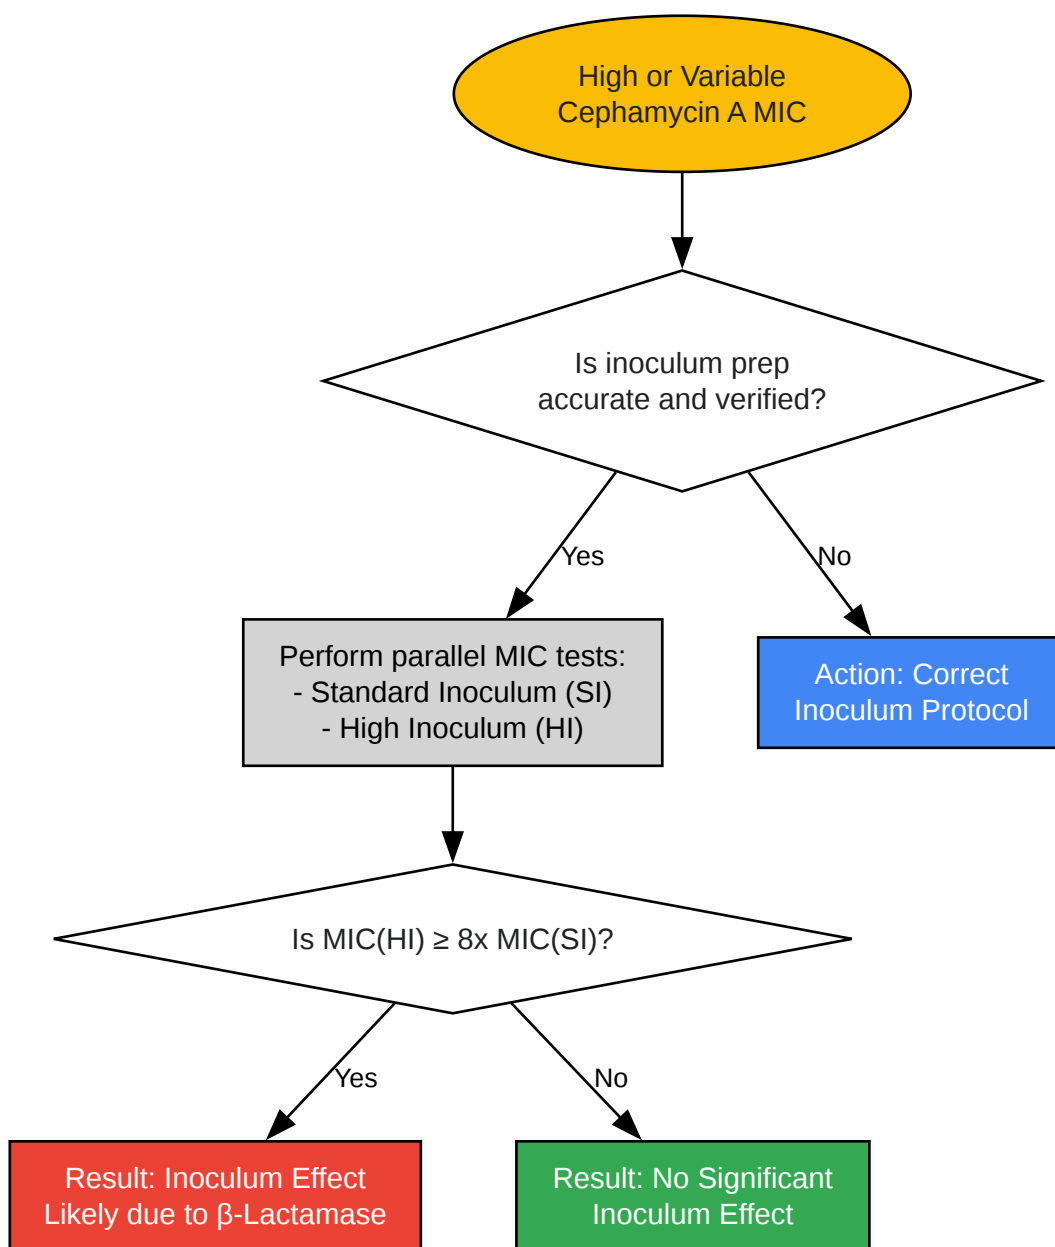 High or Variable
Cephamycin A MIC
Is inoculum prep
accurate and verified?
Yes
No
Perform parallel MIC tests:
- Standard Inoculum (SI)
- High Inoculum (HI)
Action: Correct
Inoculum Protocol
Is MIC(HI) ≥ 8x MIC(SI)?
Yes
No
Result: Inoculum Effect
Likely due to β-Lactamase
Result: No Significant
Inoculum Effect